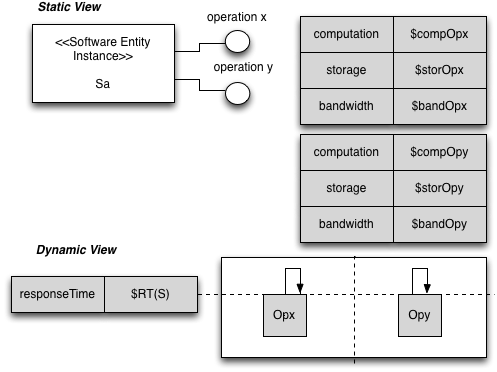 Static View
operation x
<<Software Entity
Instance>>
Sa
operation y
computation $compOpx
storage $storOpx
bandwidth $bandOpx
computation $compOpy
storage $storOpy
bandwidth $bandOpy
Dynamic View
responseTime $RT(S)
Opx
Opy